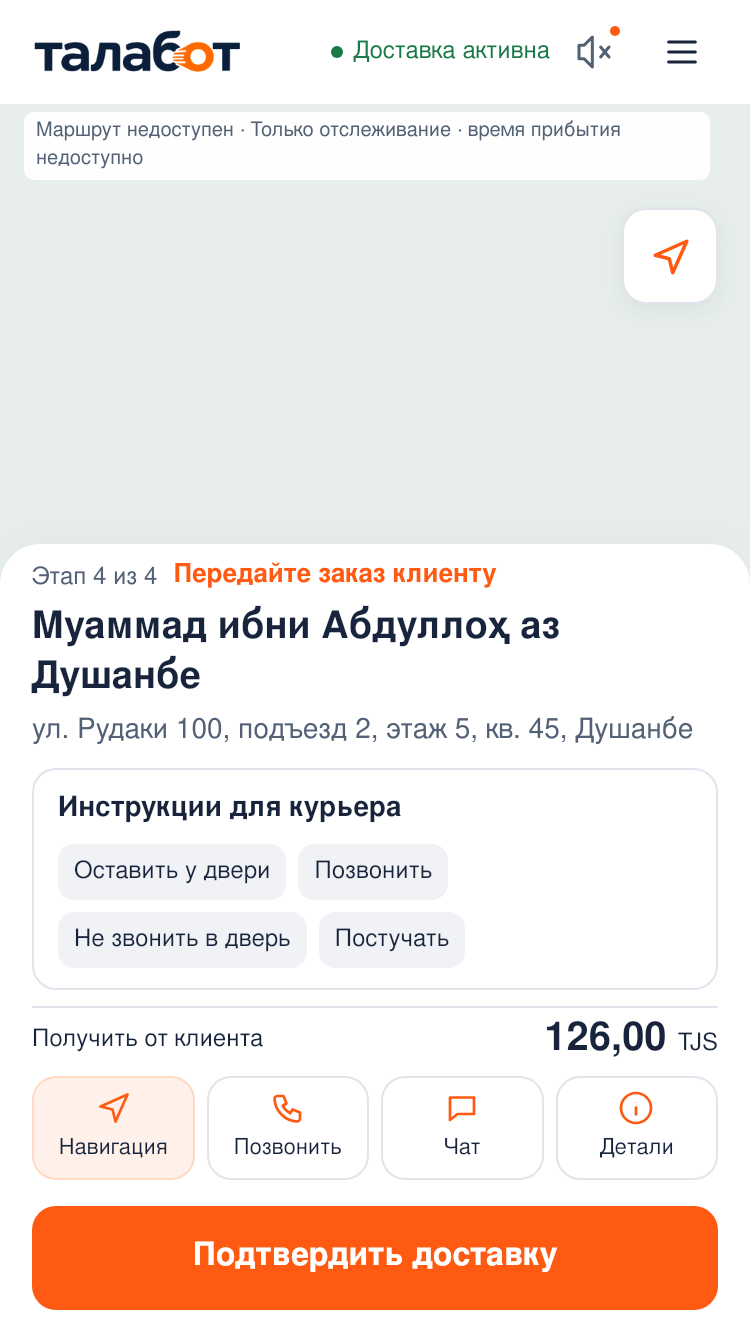 талабот
Доставка активна
Маршрут недоступен · Только отслеживание · время прибытия
недоступно
Этап 4 из 4 Передайте заказ клиенту
Муаммад ибни Абдуллоҳ аз
Душанбе
ул. Рудаки 100, подъезд 2, этаж 5, кв. 45, Душанбе
Инструкции для курьера
Оставить у двери Позвонить
Не звонить в дверь Постучать
Получить от клиента 126,00 TJS
Навигация Позвонить Чат Детали
Подтвердить доставку